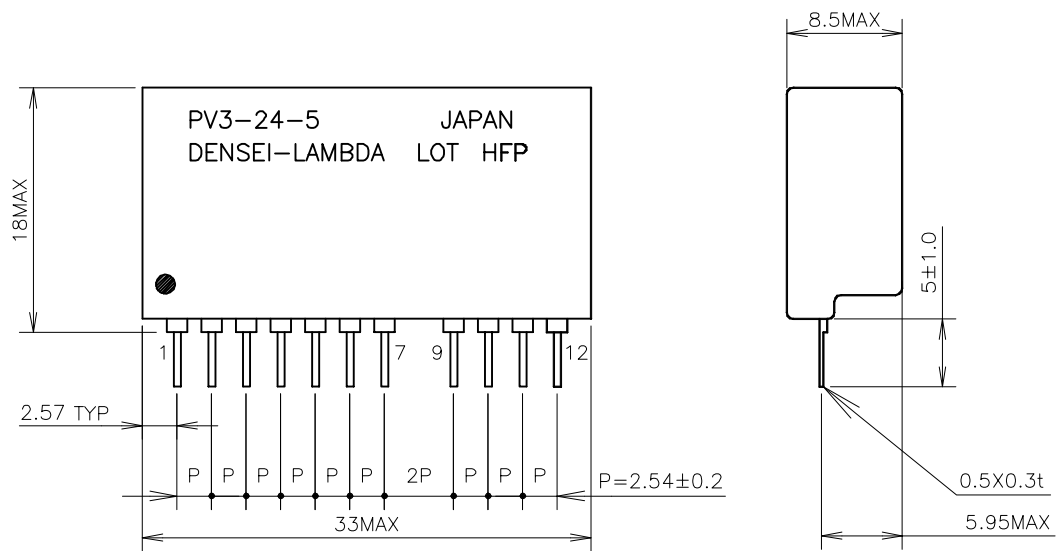 8.5MAX
PV3-24-5 JAPAN
DENSEI-LAMBDA LOT HFP
18MAX
5±1.0
1 7 9 12
2.57 TYP
P P P P P P 2P P P P
P=2.54±0.2
0.5X0.3t
33MAX
5.95MAX